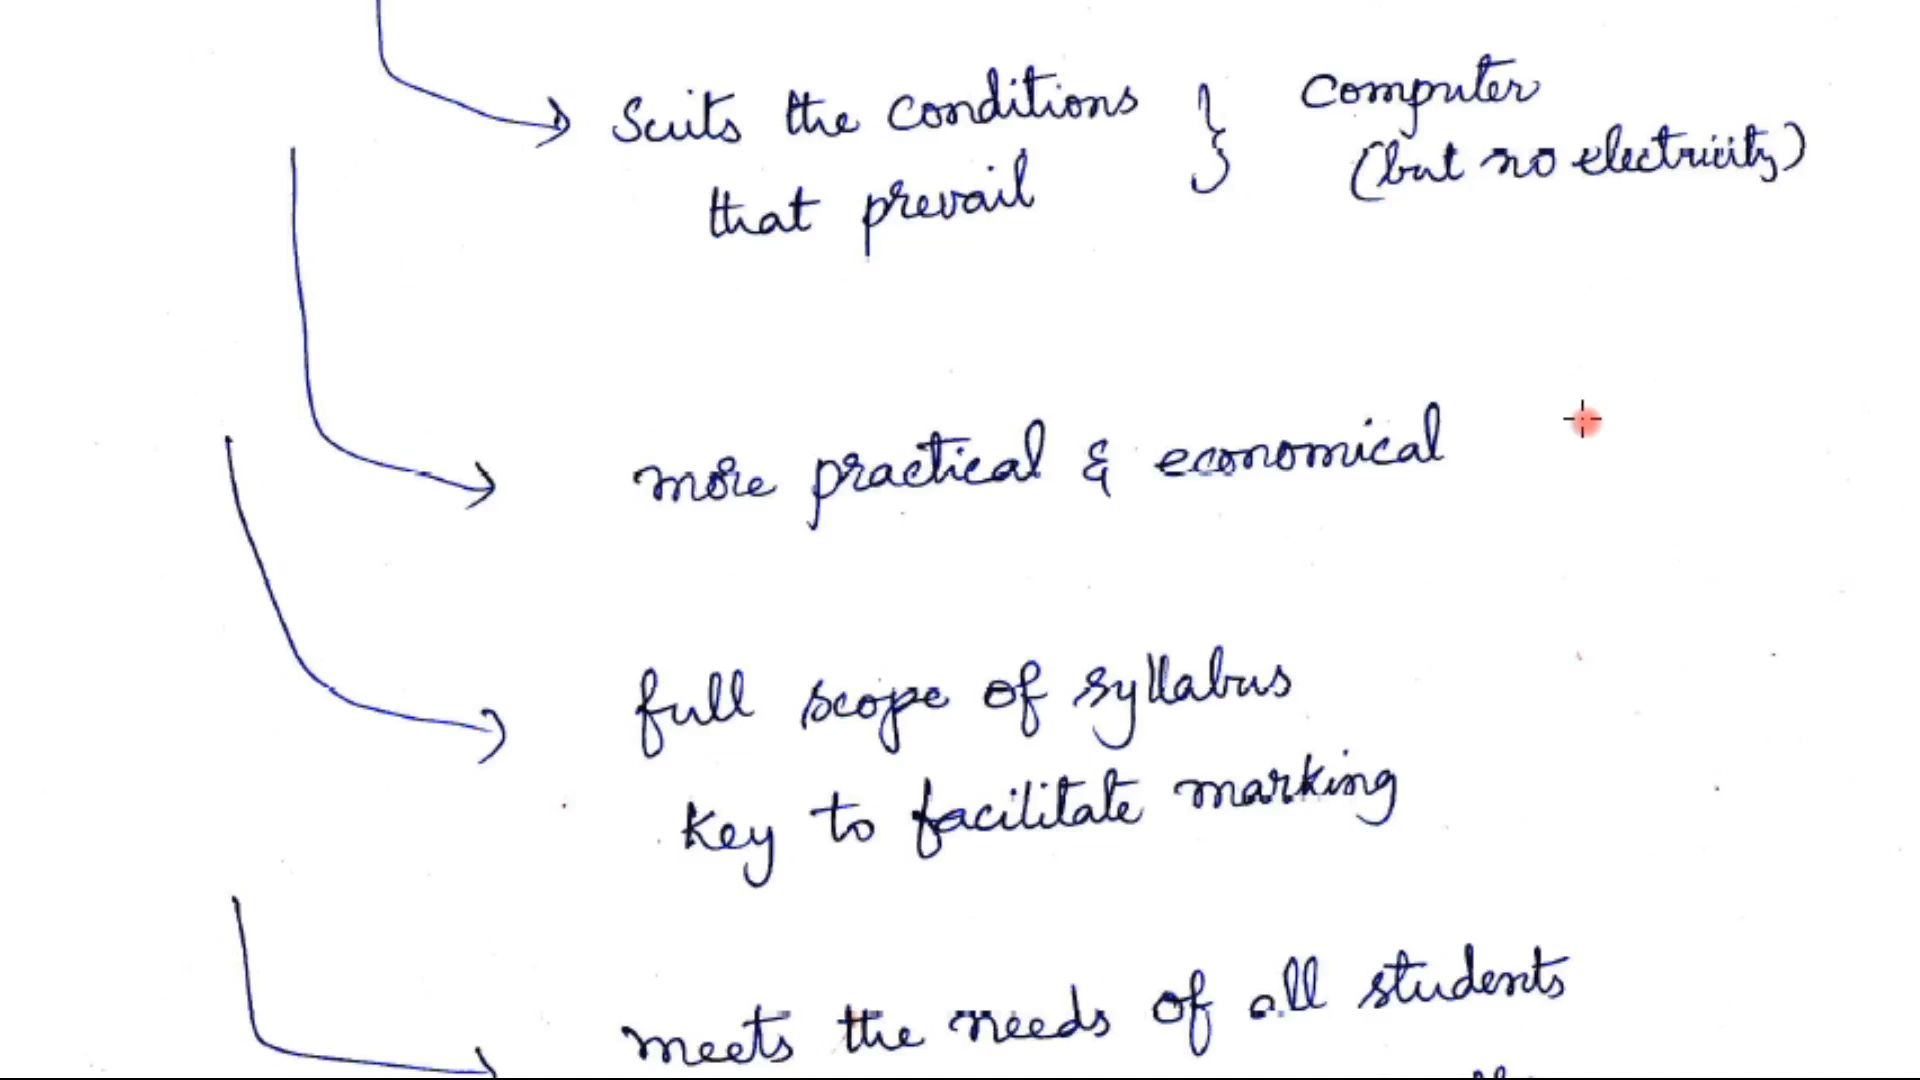 Suits the conditions } Computer
that prevail (but no electricity)
more practical & economical
full scope of syllabus
key to facilitate marking
meets the needs of all students